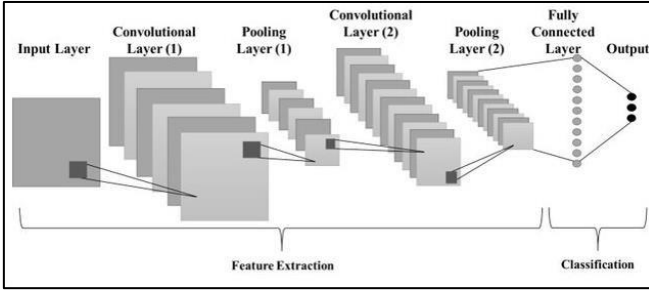 Input Layer
Convolutional
Layer (1)
Pooling
Layer (1)
Convolutional
Layer (2)
Pooling
Layer (2)
Fully
Connected
Layer
Output
Feature Extraction
Classification